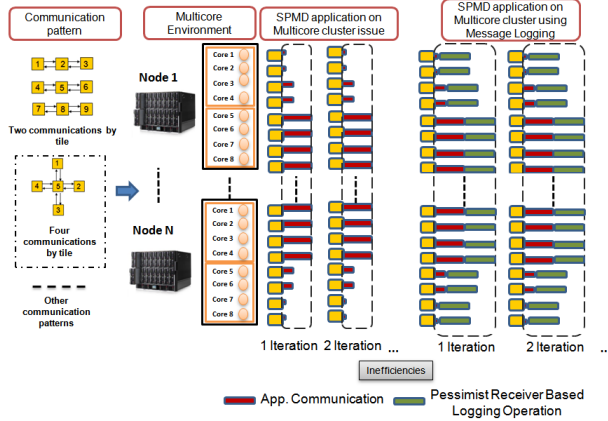 Communication
pattern
Multicore
Environment
SPMD application on
Multicore cluster issue
SPMD application on
Multicore cluster using
Message Logging
1 2 3
4 5 6
7 8 9
Two communications by
tile
1
4 5 2
3
Four
communications
by tile
Other
communication
patterns
Node 1
Core 1
Core 2
Core 3
Core 4
Core 5
Core 6
Core 7
Core 8
Node N
Core 1
Core 2
Core 3
Core 4
Core 5
Core 6
Core 7
Core 8
1 Iteration 2 Iteration ...
1 Iteration 2 Iteration ..
Inefficiencies
App. Communication
Pessimist Receiver Based
Logging Operation